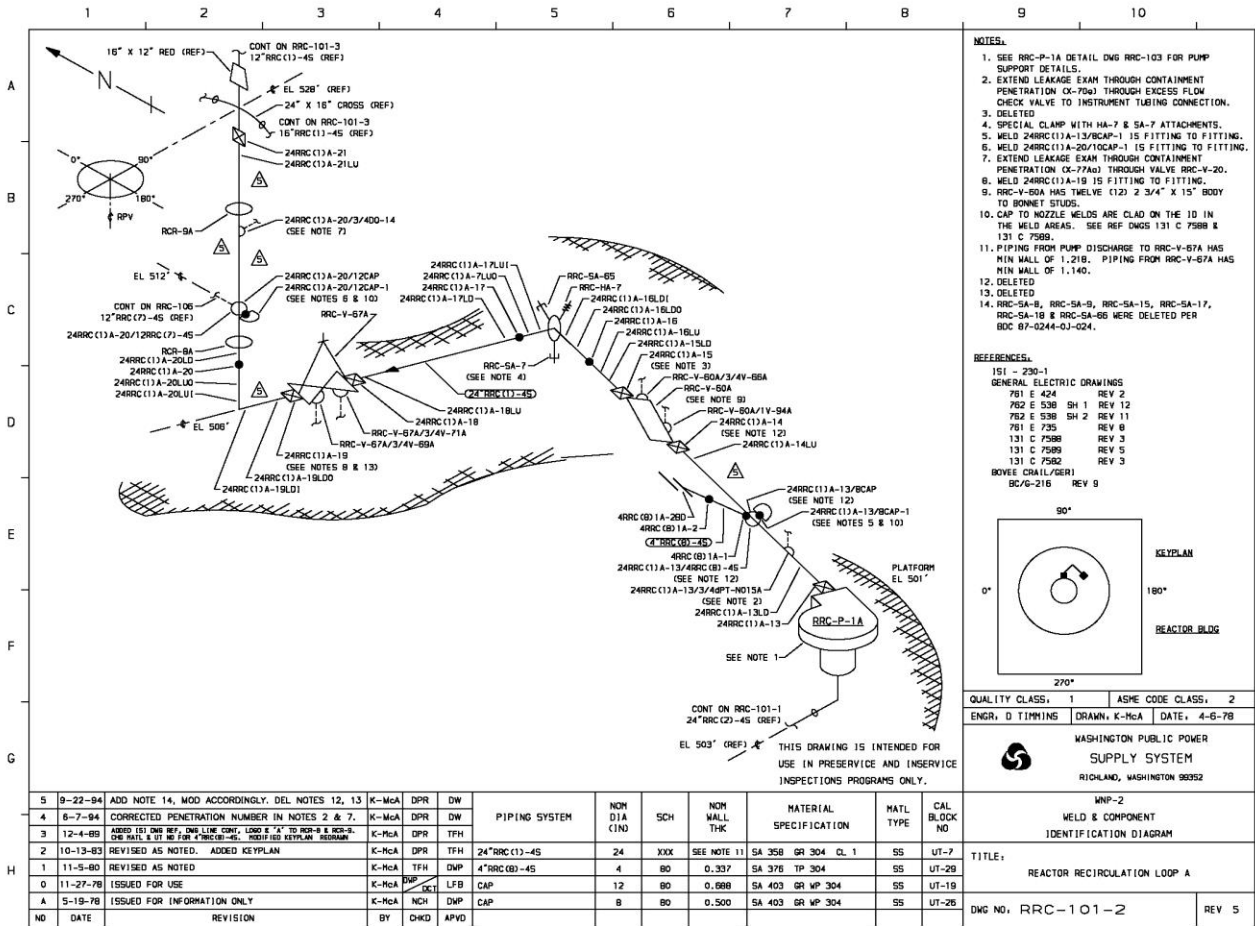 1 2 3 4 5 6 7 8 9 10
A
B
C
D
E
F
G
H
16" X 12" RED (REF)
CONT ON RRC-101-3
12"RRC(1)-4S (REF)
N
EL 528' (REF)
24" X 16" CROSS (REF)
CONT ON RRC-101-3
16"RRC(1)-4S (REF)
24RRC(1)A-21
24RRC(1)A-21LU
5
0°
90°
270°
180°
RPV
RCR-9A
24RRC(1)A-20/3/4DO-14
(SEE NOTE 7)
5
5
EL 512'
24RRC(1)A-20/12CAP
24RRC(1)A-20/12CAP-1
(SEE NOTES 6 & 10)
CONT ON RRC-106
12"RRC(7)-4S (REF)
RRC-V-67A
24RRC(1)A-20/12RRC(7)-4S
RCR-8A
24RRC(1)A-20LD
24RRC(1)A-20
24RRC(1)A-20LUO
24RRC(1)A-20LUI
5
EL 506'
24RRC(1)A-17LUI
24RRC(1)A-7LUO
24RRC(1)A-17
24RRC(1)A-17LD
RRC-SA-65
RRC-HA-7
24RRC(1)A-16LDI
24RRC(1)A-16LDO
24RRC(1)A-16
24RRC(1)A-16LU
24RRC(1)A-15LD
24RRC(1)A-15
(SEE NOTE 3)
RRC-V-60A/3/4V-66A
RRC-V-60A
(SEE NOTE 9)
RRC-V-60A/1V-94A
24RRC(1)A-14
(SEE NOTE 12)
24RRC(1)A-14LU
RRC-SA-7
(SEE NOTE 4)
24"RRC(1)-4S
24RRC(1)A-18LU
24RRC(1)A-18
RRC-V-67A/3/4V-71A
RRC-V-67A/3/4V-69A
24RRC(1)A-19
(SEE NOTES 8 & 13)
24RRC(1)A-19LDO
24RRC(1)A-19LDI
5
24RRC(1)A-13/8CAP
(SEE NOTE 12)
24RRC(1)A-13/8CAP-1
(SEE NOTES 5 & 10)
4RRC(8)1A-2BD
4RRC(8)1A-2
4"RRC(8)-4S
4RRC(8)1A-1
24RRC(1)A-13/4RRC(8)-4S
(SEE NOTE 12)
24RRC(1)A-13/3/4dPT-NO15A
(SEE NOTE 2)
24RRC(1)A-13LD
24RRC(1)A-13
PLATFORM
EL 501'
RRC-P-1A
SEE NOTE 1
CONT ON RRC-101-1
24"RRC(2)-4S (REF)
EL 503' (REF)
THIS DRAWING IS INTENDED FOR
USE IN PRESERVICE AND INSERVICE
INSPECTIONS PROGRAMS ONLY.
NOTES:
1. SEE RRC-P-1A DETAIL DWG RRC-103 FOR PUMP
SUPPORT DETAILS.
2. EXTEND LEAKAGE EXAM THROUGH CONTAINMENT
PENETRATION (X-70e) THROUGH EXCESS FLOW
CHECK VALVE TO INSTRUMENT TUBING CONNECTION.
3. DELETED
4. SPECIAL CLAMP WITH HA-7 & SA-7 ATTACHMENTS.
5. WELD 24RRC(1)A-13/8CAP-1 IS FITTING TO FITTING.
6. WELD 24RRC(1)A-20/10CAP-1 IS FITTING TO FITTING.
7. EXTEND LEAKAGE EXAM THROUGH CONTAINMENT
PENETRATION (X-77Aa) THROUGH VALVE RRC-V-20.
8. WELD 24RRC(1)A-19 IS FITTING TO FITTING.
9. RRC-V-60A HAS TWELVE (12) 2 3/4" X 15" BODY
TO BONNET STUDS.
10. CAP TO NOZZLE WELDS ARE CLAD ON THE ID IN
THE WELD AREAS. SEE REF DWGS 131 C 7588 &
131 C 7589.
11. PIPING FROM PUMP DISCHARGE TO RRC-V-67A HAS
MIN WALL OF 1.218. PIPING FROM RRC-V-67A HAS
MIN WALL OF 1.140.
12. DELETED
13. DELETED
14. RRC-SA-8, RRC-SA-9, RRC-SA-15, RRC-SA-17,
RRC-SA-18 & RRC-SA-66 WERE DELETED PER
BDC 87-0244-0J-024.
REFERENCES:
ISI - 230-1
GENERAL ELECTRIC DRAWINGS
761 E 424 REV 2
762 E 538 SH 1 REV 12
762 E 538 SH 2 REV 11
761 E 735 REV 8
131 C 7588 REV 3
131 C 7589 REV 5
131 C 7582 REV 3
BOVEE CRAIL/GERI
BC/G-216 REV 9
90°
KEYPLAN
0°
180°
REACTOR BLDG
270°
QUALITY CLASS: 1 ASME CODE CLASS: 2
ENGR: D TIMMINS DRAWN: K-McA DATE: 4-6-78
WASHINGTON PUBLIC POWER
SUPPLY SYSTEM
RICHLAND, WASHINGTON 99352
WNP-2
WELD & COMPONENT
IDENTIFICATION DIAGRAM
TITLE:
REACTOR RECIRCULATION LOOP A
DWG NO: RRC-101-2 REV 5
5 9-22-94 ADD NOTE 14, MOD ACCORDINGLY. DEL NOTES 12, 13 K-McA DPR DW
4 6-7-94 CORRECTED PENETRATION NUMBER IN NOTES 2 & 7. K-McA DPR DW
3 12-4-89 ADDED ISI DWG REF, DWG LINE CONT, LOGO & "A" TO RCR-8 & RCR-9. CHG MATL & UT NO FOR 4"RRC(8)-4S. MODIFIED KEYPLAN REDRAWN K-McA DPR TFH
2 10-13-83 REVISED AS NOTED. ADDED KEYPLAN K-McA DPR TFH
1 11-5-80 REVISED AS NOTED K-McA TFH DWP
0 11-27-78 ISSUED FOR USE K-McA DWP DCT LFB
A 5-19-78 ISSUED FOR INFORMATION ONLY K-McA NCH DWP
NO DATE REVISION BY CHKD APVD
PIPING SYSTEM NOM DIA (IN) SCH NOM WALL THK MATERIAL SPECIFICATION MATL TYPE CAL BLOCK NO
24"RRC(1)-4S 24 XXX SEE NOTE 11 SA 358 GR 304 CL 1 SS UT-7
4"RRC(8)-4S 4 80 0.337 SA 376 TP 304 SS UT-29
CAP 12 80 0.688 SA 403 GR WP 304 SS UT-19
CAP 8 80 0.500 SA 403 GR WP 304 SS UT-26